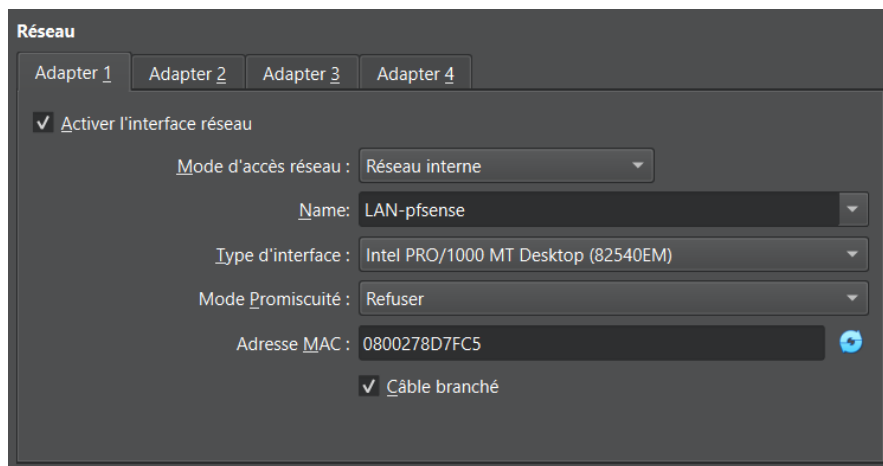 Réseau
Adapter 1 Adapter 2 Adapter 3 Adapter 4
Activer l'interface réseau
Mode d'accès réseau : Réseau interne
Name: LAN-pfsense
Type d'interface : Intel PRO/1000 MT Desktop (82540EM)
Mode Promiscuité : Refuser
Adresse MAC : 0800278D7FC5
Câble branché